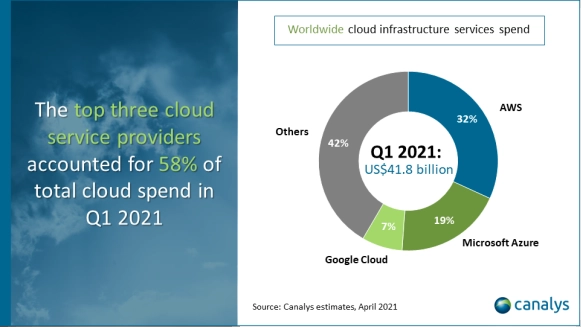 The top three cloud
service providers
accounted for 58% of
total cloud spend in
Q1 2021
Worldwide cloud infrastructure services spend
AWS
32%
Others
42%
Q1 2021:
US$41.8 billion
19%
Microsoft Azure
7%
Google Cloud
Source: Canalys estimates, April 2021
canalys